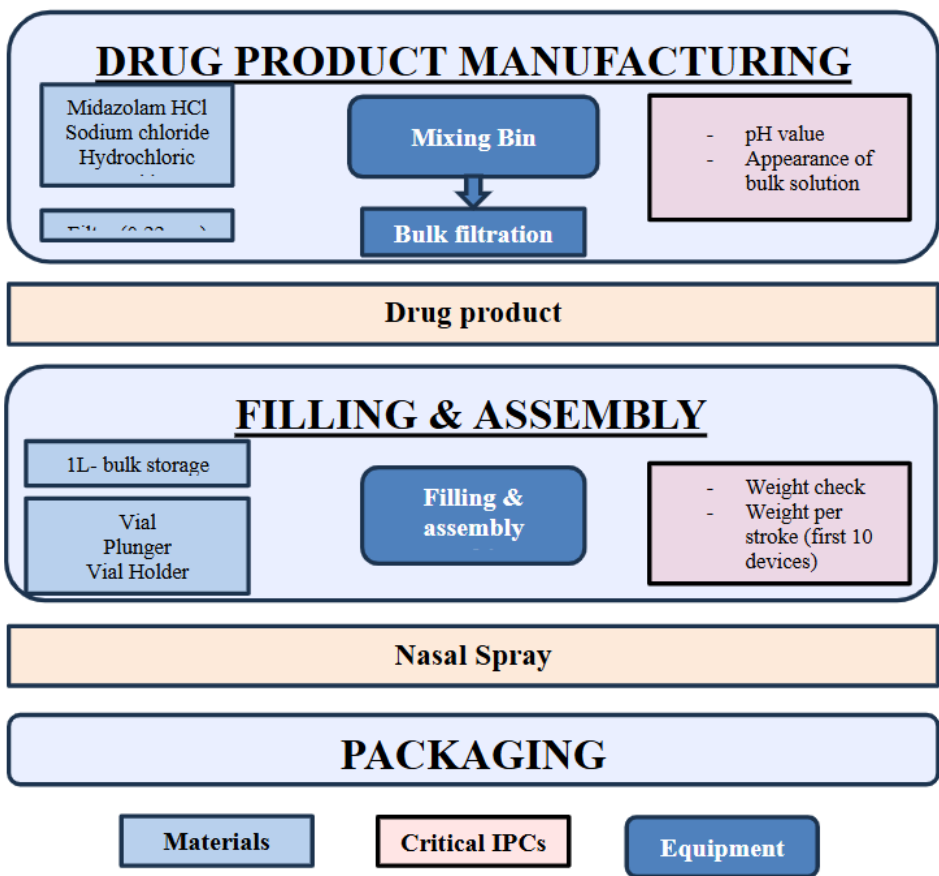 DRUG PRODUCT MANUFACTURING
Midazolam HCl
Sodium chloride
Hydrochloric
Mixing Bin
- pH value
- Appearance of
bulk solution
Bulk filtration
Drug product
FILLING & ASSEMBLY
1L- bulk storage
Vial
Plunger
Vial Holder
Filling &
assembly
- Weight check
- Weight per
stroke (first 10
devices)
Nasal Spray
PACKAGING
Materials
Critical IPCs
Equipment